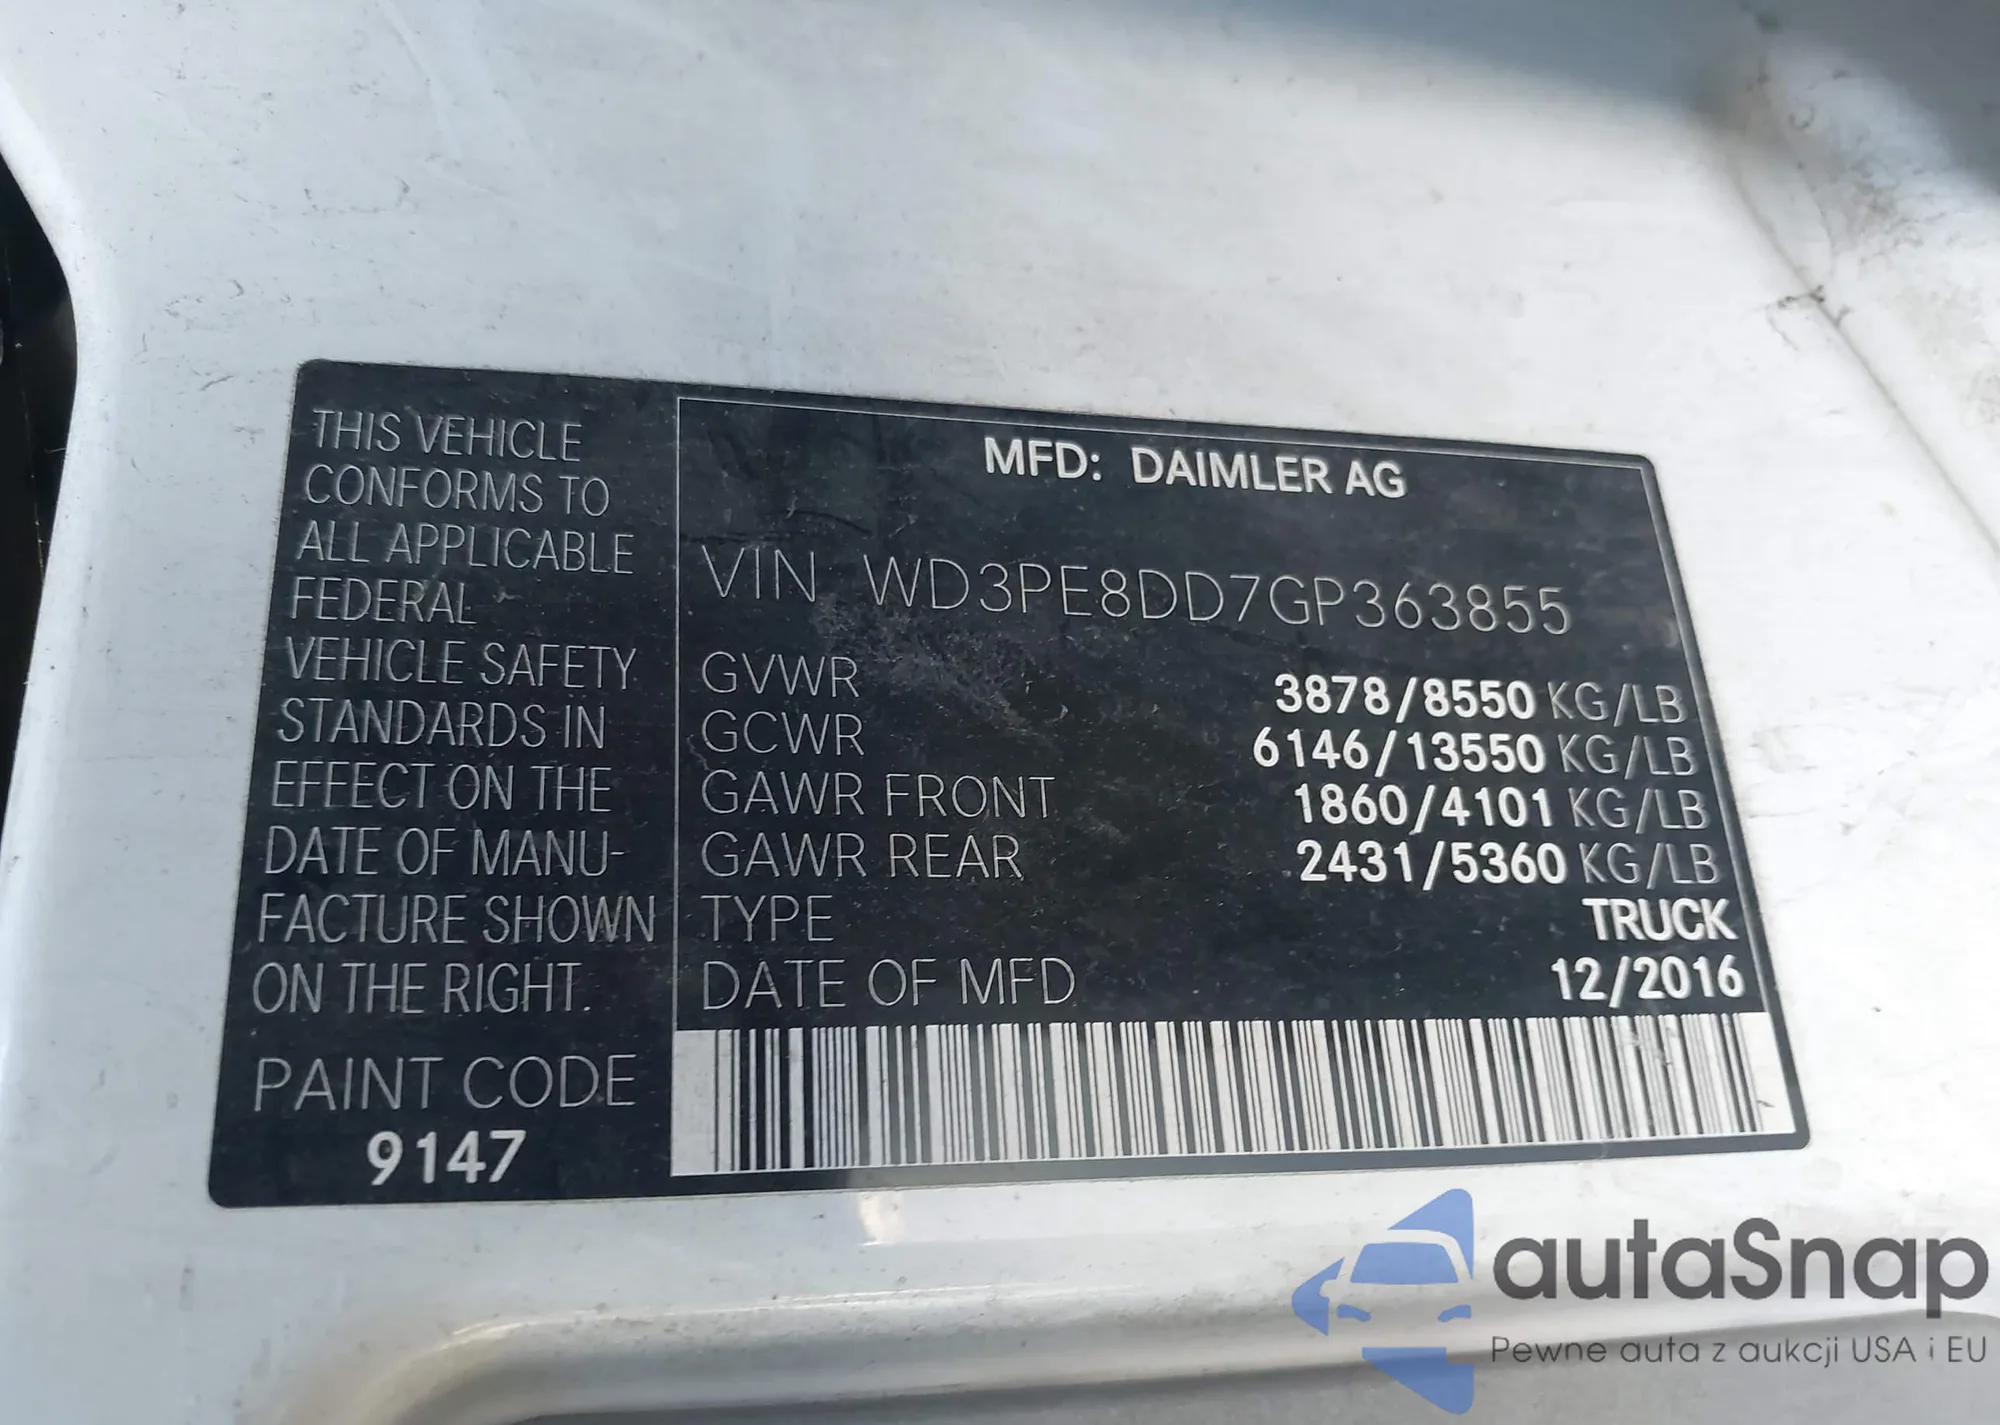 THIS VEHICLE
CONFORMS TO
ALL APPLICABLE
FEDERAL
VEHICLE SAFETY
STANDARDS IN
EFFECT ON THE
DATE OF MANU-
FACTURE SHOWN
ON THE RIGHT.
PAINT CODE
9147
MFD: DAIMLER AG
VIN WD3PE8DD7GP363855
GVWR 3878/8550 KG/LB
GCWR 6146/13550 KG/LB
GAWR FRONT 1860/4101 KG/LB
GAWR REAR 2431/5360 KG/LB
TYPE TRUCK
DATE OF MFD 12/2016
autaSnap
Pewne auta z aukcji USA i EU